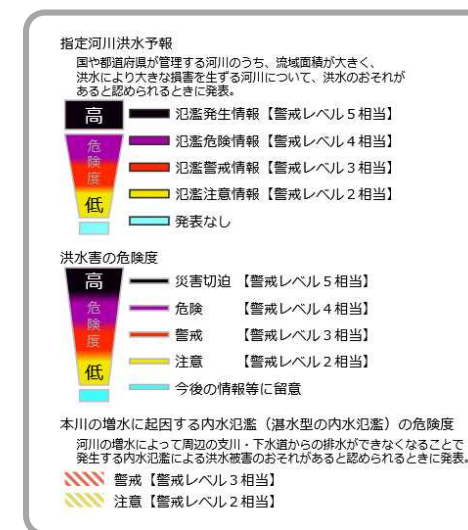 指定河川洪水予報
国や都道府県が管理する河川のうち、流域面積が大きく、
洪水により大きな損害を生ずる河川について、洪水のおそれが
あると認められるときに発表。
高
危険度
低
氾濫発生情報【警戒レベル5相当】
氾濫危険情報【警戒レベル4相当】
氾濫警戒情報【警戒レベル3相当】
氾濫注意情報【警戒レベル2相当】
発表なし
洪水害の危険度
高
危険度
低
災害切迫 【警戒レベル5相当】
危険 【警戒レベル4相当】
警戒 【警戒レベル3相当】
注意 【警戒レベル2相当】
今後の情報等に留意
本川の増水に起因する内水氾濫（湛水型の内水氾濫）の危険度
河川の増水によって周辺の支川・下水道からの排水ができなくなることで
発生する内水氾濫による洪水被害のおそれがあると認められるときに発表。
警戒【警戒レベル3相当】
注意【警戒レベル2相当】